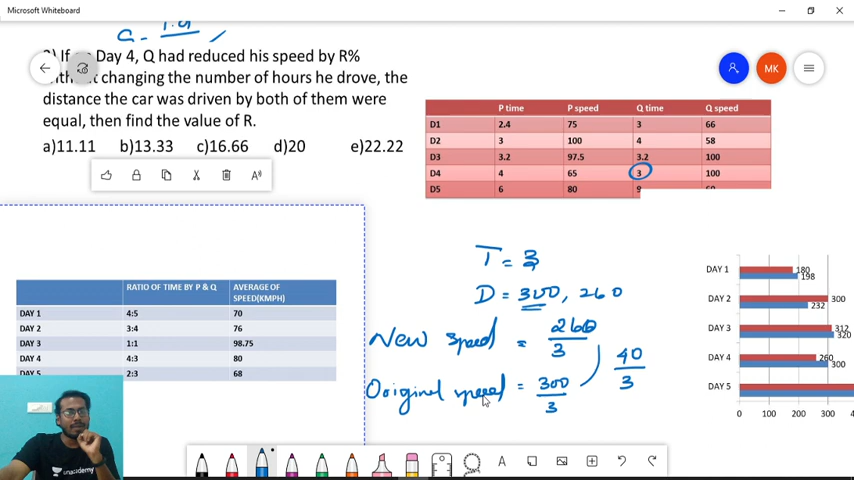 Microsoft Whiteboard
If Day 4, Q had reduced his speed by R%
changing the number of hours he drove, the
distance the car was driven by both of them were
equal, then find the value of R.
a)11.11 b)13.33 c)16.66 d)20 e)22.22
MK
P time P speed Q time Q speed
D1 2.4 75 3 66
D2 3 100 4 58
D3 3.2 97.5 3.2 100
D4 4 65 3 100
D5 6 80
RATIO OF TIME BY P & Q AVERAGE OF SPEED(KMPH)
DAY 1 4:5 70
DAY 2 3:4 76
DAY 3 1:1 98.75
DAY 4 4:3 80
DAY 5 2:3 68
T = 3
D = 300, 260
New speed = 260/3
40/3
Original speed = 300/3
DAY 1 180 198
DAY 2 300 232
DAY 3 312 320
DAY 4 260 300
DAY 5
0 100 200 300 4
unacademy
A